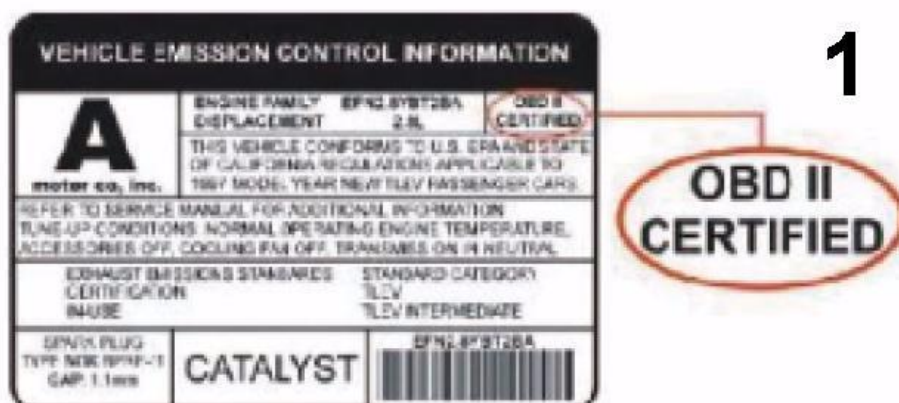 VEHICLE EMISSION CONTROL INFORMATION
1
A
motor co, inc.
ENGINE FAMILY
DISPLACEMENT 2.8L
OBD II
CERTIFIED
THIS VEHICLE CONFORMS TO U.S. EPA AND STATE
OF CALIFORNIA REGULATIONS APPLICABLE TO
1997 MODEL YEAR NEW TLEV PASSENGER CARS.
OBD II
CERTIFIED
REFER TO SERVICE MANUAL FOR ADDITIONAL INFORMATION
TUNE-UP CONDITIONS: NORMAL OPERATING ENGINE TEMPERATURE,
ACCESSORIES OFF, COOLING FAN OFF, TRANSMISSION IN NEUTRAL
EXHAUST EMISSIONS STANDARDS STANDARD CATEGORY
CERTIFICATION TLEV
IN-USE TLEV INTERMEDIATE
SPARK PLUG
TYPE NGK
GAP: 1.1mm
CATALYST